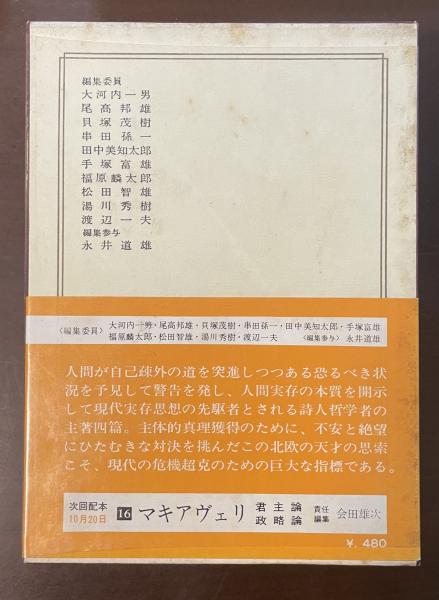 編集委員
大河内一男
尾高邦雄
貝塚茂樹
串田孫一
田中美知太郎
手塚富雄
福原麟太郎
松田智雄
湯川秀樹
渡辺一夫
編集参与
永井道雄
〈編集委員〉大河内一男・尾高邦雄・貝塚茂樹・串田孫一・田中美知太郎・手塚富雄
福原麟太郎・松田智雄・湯川秀樹・渡辺一夫 〈編集参与〉永井道雄
人間が自己疎外の道を突進しつつある恐るべき状
況を予見して警告を発し、人間実存の本質を開示
して現代実存思想の先駆者とされる詩人哲学者の
主著四篇。主体的真理獲得のために、不安と絶望
にひたむきな対決を挑んだこの北欧の天才の思索
こそ、現代の危機超克のための巨大な指標である。
次回配本
10月20日
16 マキアヴェリ
君主論
政略論
責任
編集
会田雄次
¥. 480